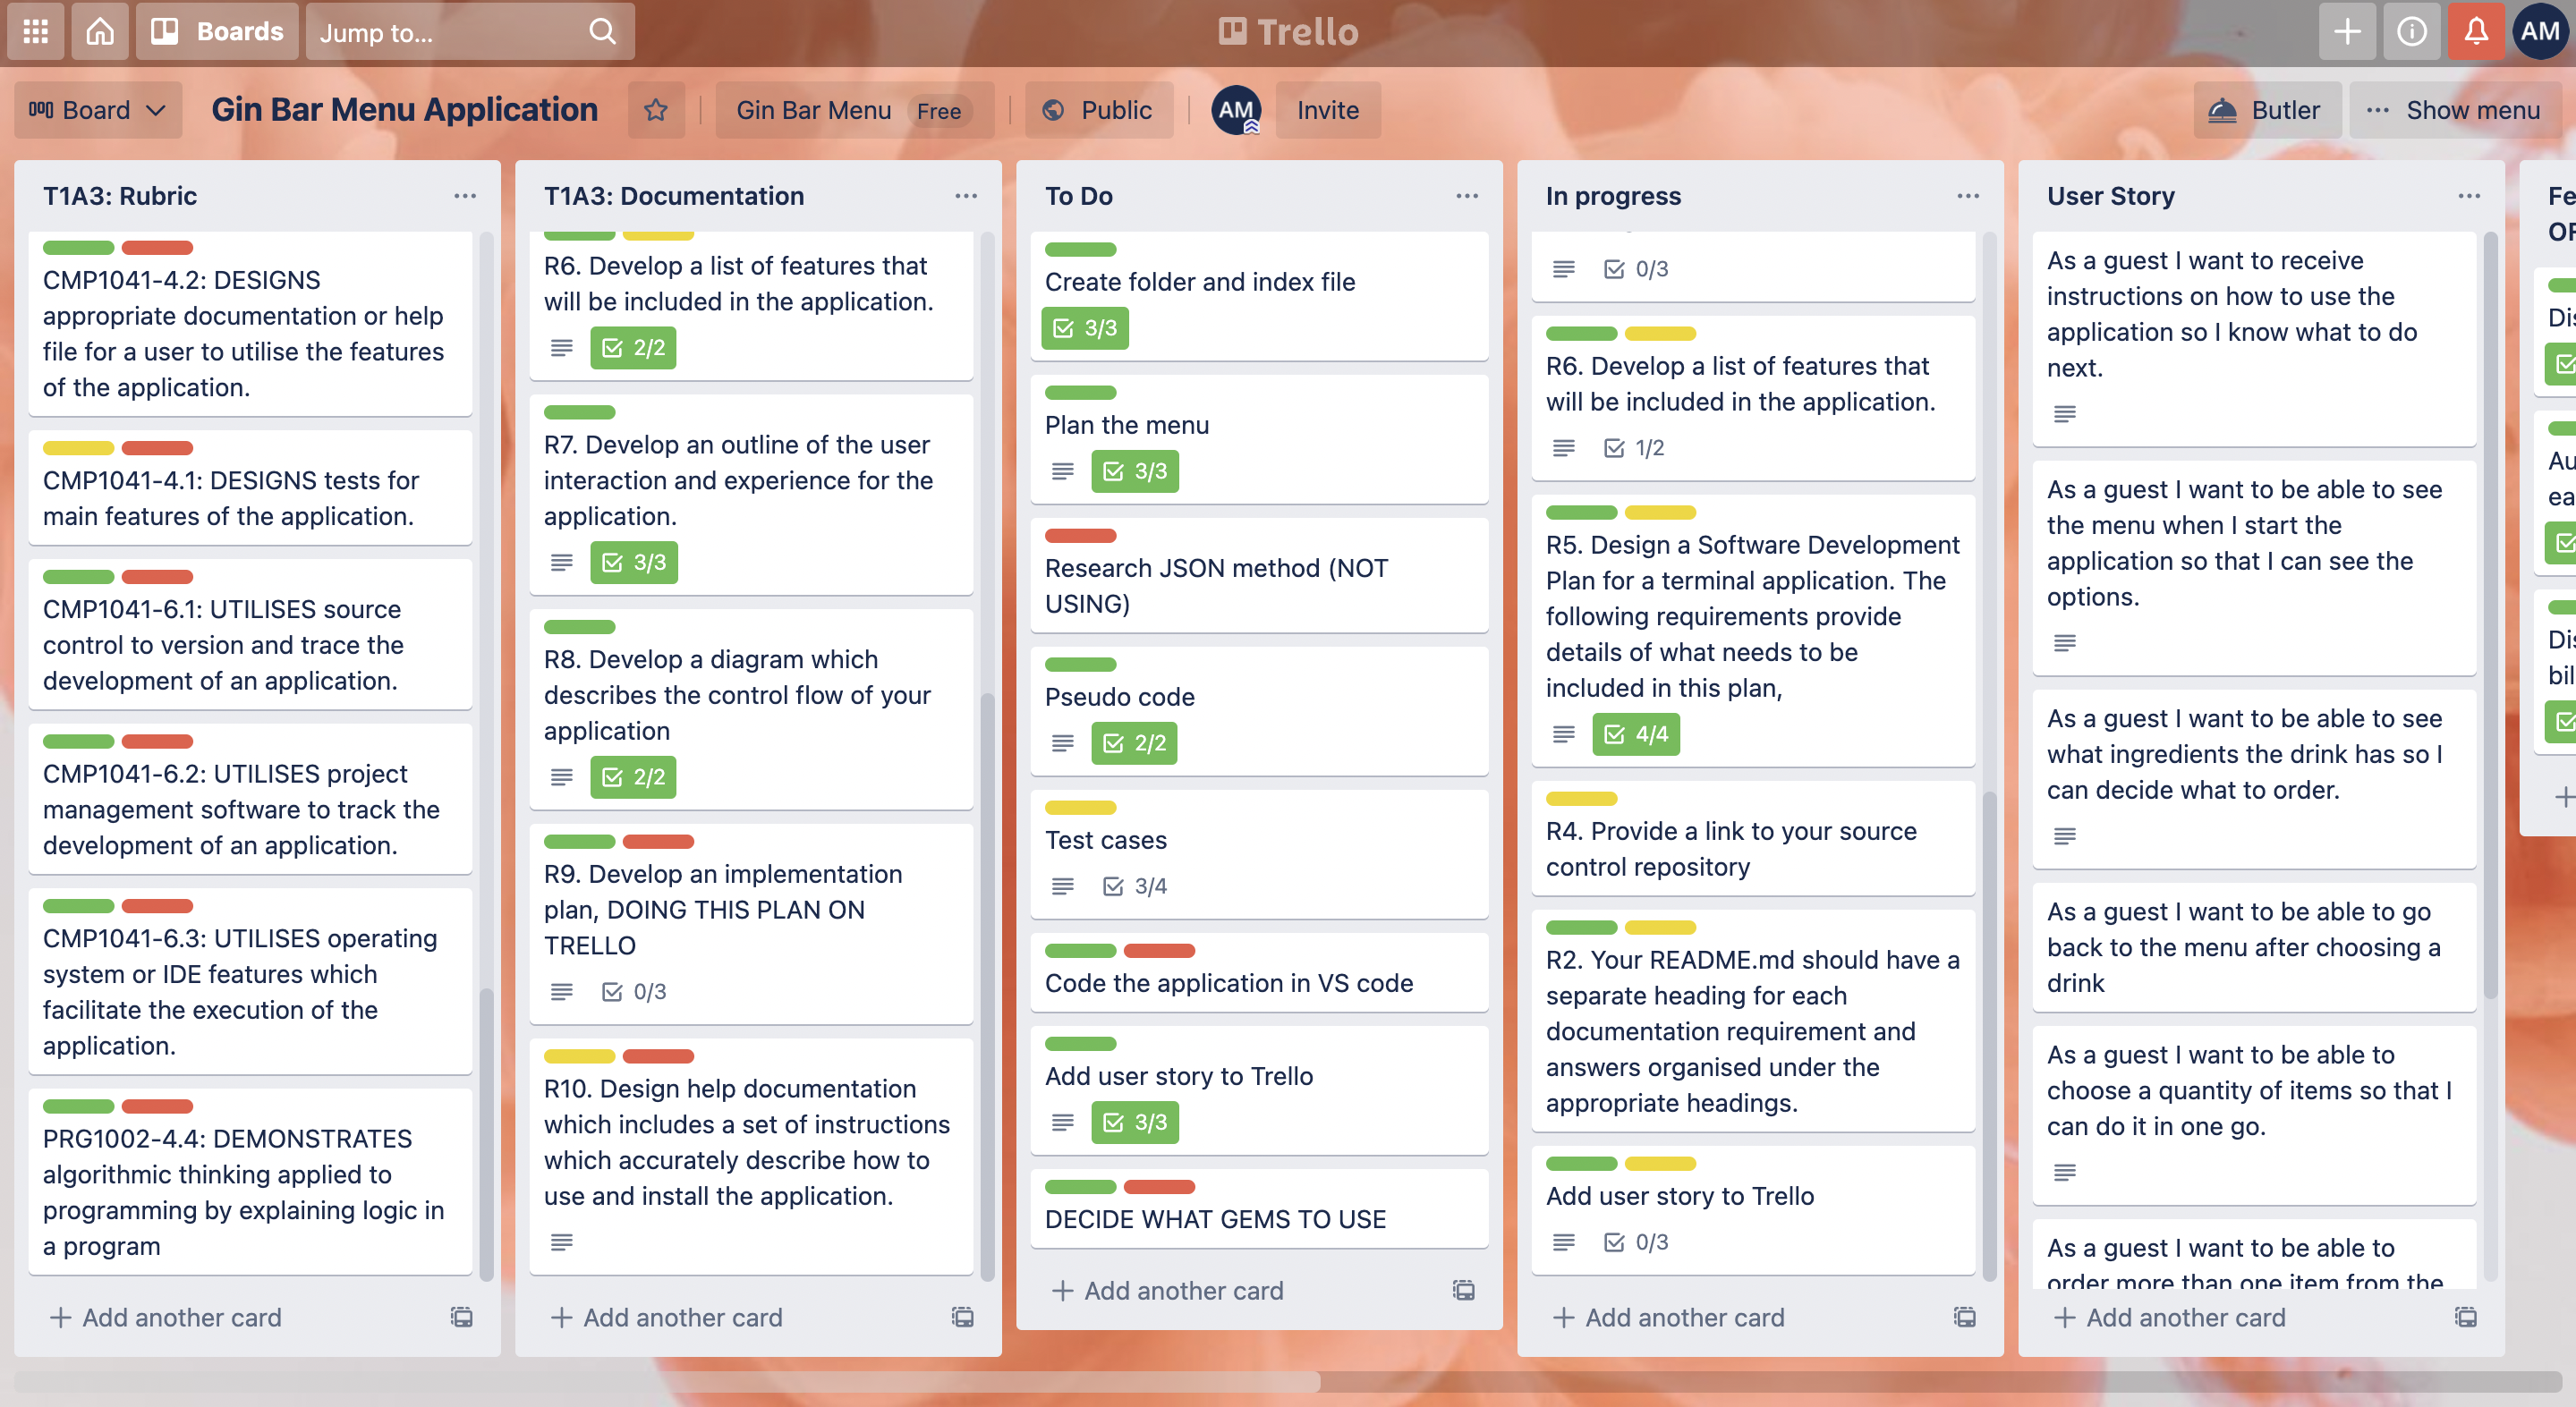 Boards
Jump to...
Trello
AM
Board
Gin Bar Menu Application
Gin Bar Menu
Free
Public
AM
Invite
Butler
Show menu
T1A3: Rubric
CMP1041-4.2: DESIGNS
appropriate documentation or help
file for a user to utilise the features
of the application.
CMP1041-4.1: DESIGNS tests for
main features of the application.
CMP1041-6.1: UTILISES source
control to version and trace the
development of an application.
CMP1041-6.2: UTILISES project
management software to track the
development of an application.
CMP1041-6.3: UTILISES operating
system or IDE features which
facilitate the execution of the
application.
PRG1002-4.4: DEMONSTRATES
algorithmic thinking applied to
programming by explaining logic in
a program
Add another card
T1A3: Documentation
R6. Develop a list of features that
will be included in the application.
2/2
R7. Develop an outline of the user
interaction and experience for the
application.
3/3
R8. Develop a diagram which
describes the control flow of your
application
2/2
R9. Develop an implementation
plan, DOING THIS PLAN ON
TRELLO
0/3
R10. Design help documentation
which includes a set of instructions
which accurately describe how to
use and install the application.
Add another card
To Do
Create folder and index file
3/3
Plan the menu
3/3
Research JSON method (NOT
USING)
Pseudo code
2/2
Test cases
3/4
Code the application in VS code
Add user story to Trello
3/3
DECIDE WHAT GEMS TO USE
Add another card
In progress
0/3
R6. Develop a list of features that
will be included in the application.
1/2
R5. Design a Software Development
Plan for a terminal application. The
following requirements provide
details of what needs to be
included in this plan,
4/4
R4. Provide a link to your source
control repository
R2. Your README.md should have a
separate heading for each
documentation requirement and
answers organised under the
appropriate headings.
Add user story to Trello
0/3
Add another card
User Story
As a guest I want to receive
instructions on how to use the
application so I know what to do
next.
As a guest I want to be able to see
the menu when I start the
application so that I can see the
options.
As a guest I want to be able to see
what ingredients the drink has so I
can decide what to order.
As a guest I want to be able to go
back to the menu after choosing a
drink
As a guest I want to be able to
choose a quantity of items so that I
can do it in one go.
As a guest I want to be able to
order more than one item from the
Add another card